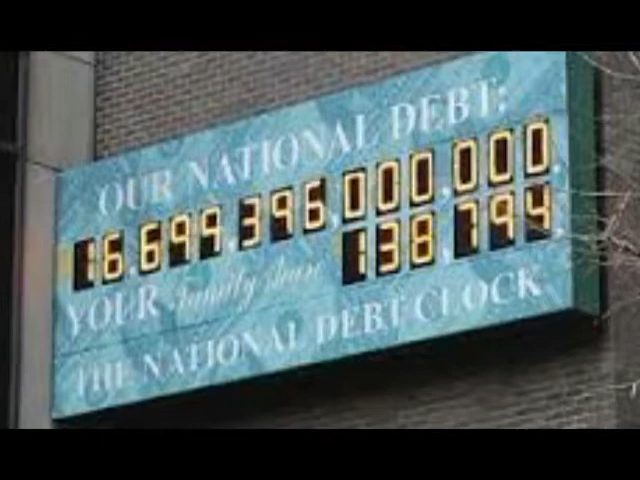 OUR NATIONAL DEBT:
16,699,396,000,000.
YOUR Family share 138,794.
THE NATIONAL DEBT CLOCK